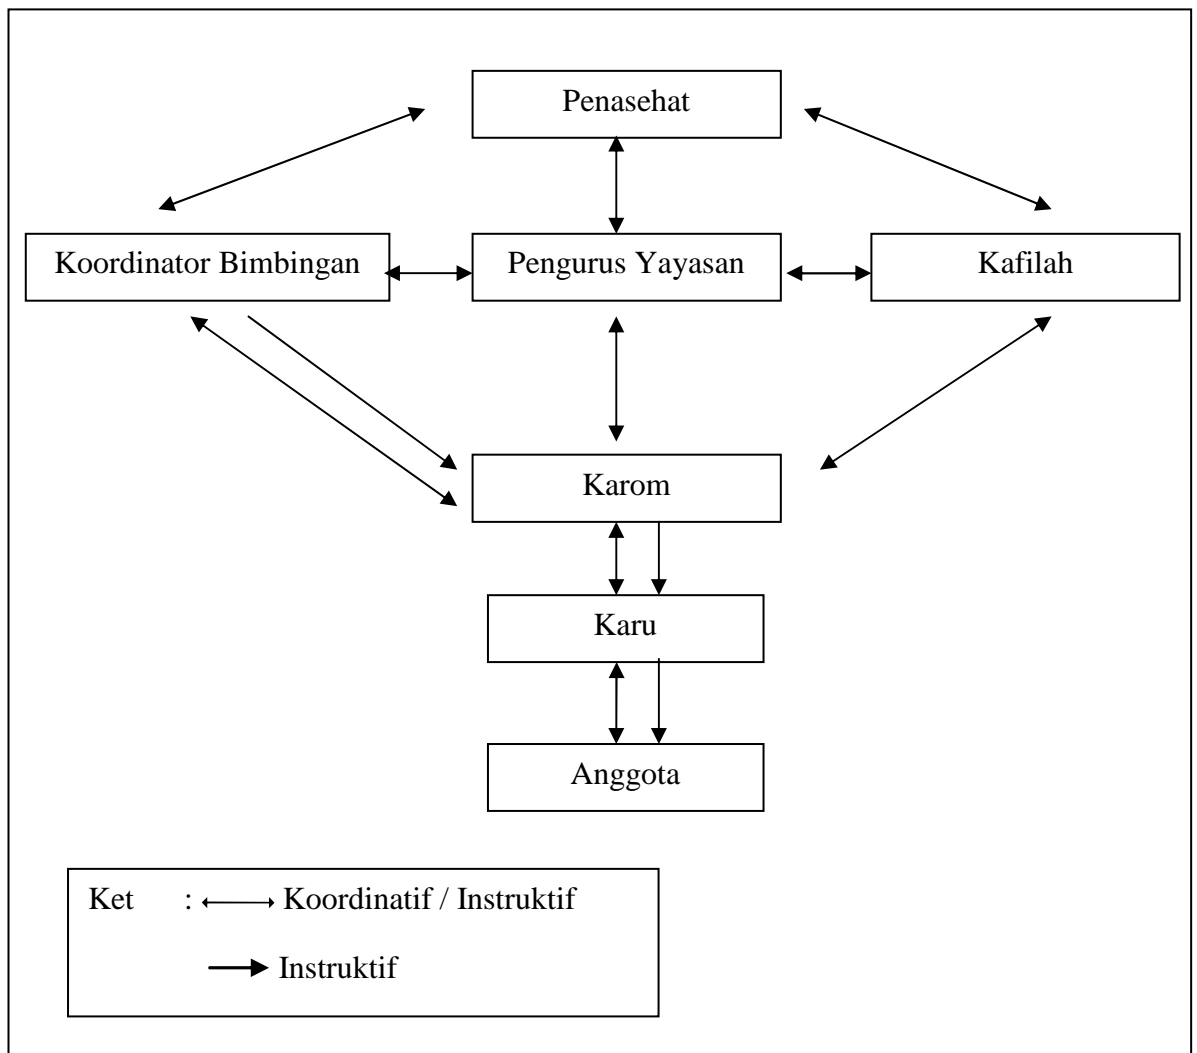 Penasehat
Koordinator Bimbingan
Pengurus Yayasan
Kafilah
Karom
Karu
Anggota
Ket : Koordinatif / Instruktif
Instruktif